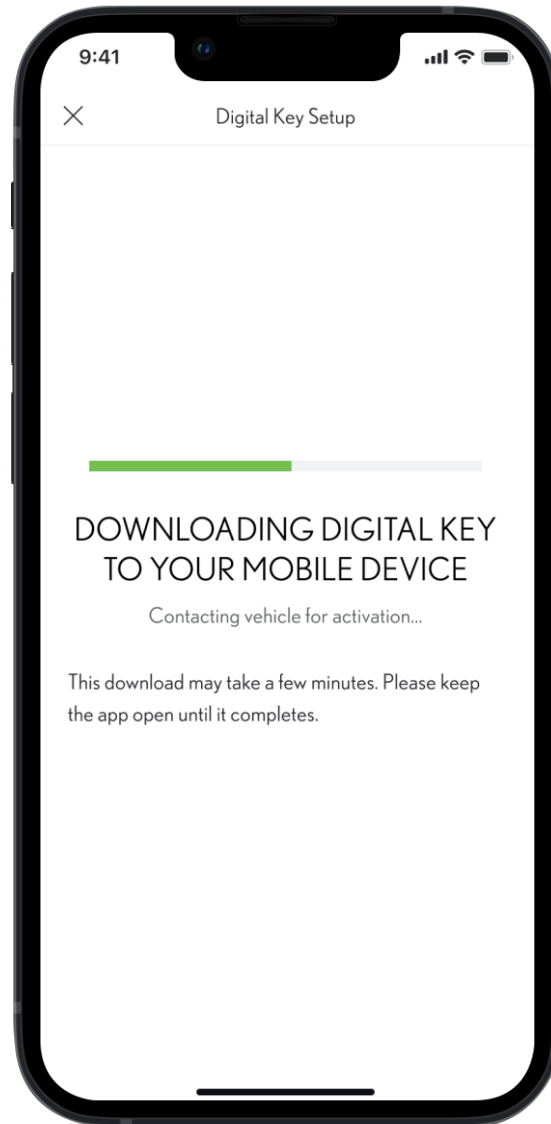 9:41
Digital Key Setup
DOWNLOADING DIGITAL KEY
TO YOUR MOBILE DEVICE
Contacting vehicle for activation...
This download may take a few minutes. Please keep
the app open until it completes.